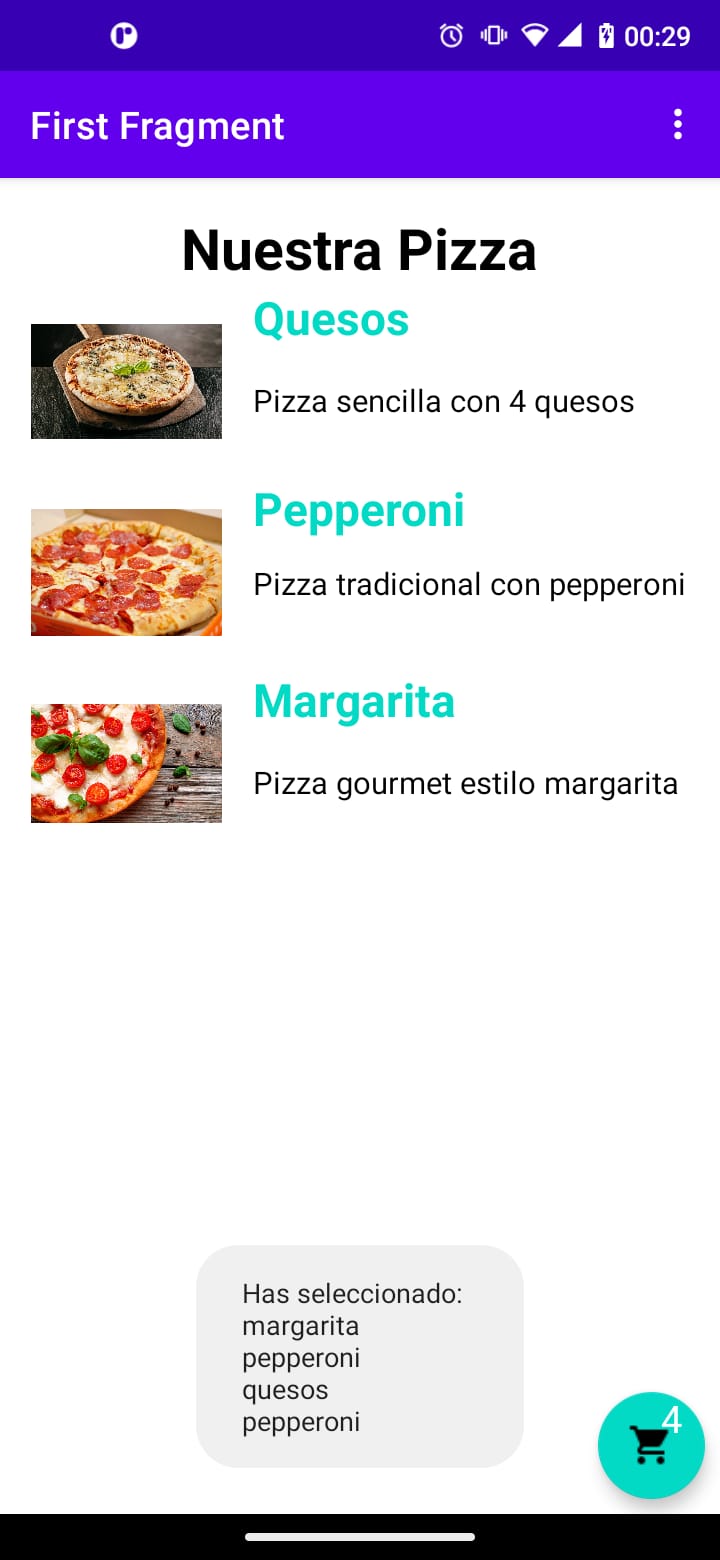 00:29
First Fragment
Nuestra Pizza
Quesos
Pizza sencilla con 4 quesos
Pepperoni
Pizza tradicional con pepperoni
Margarita
Pizza gourmet estilo margarita
Has seleccionado:
margarita
pepperoni
quesos
pepperoni
4